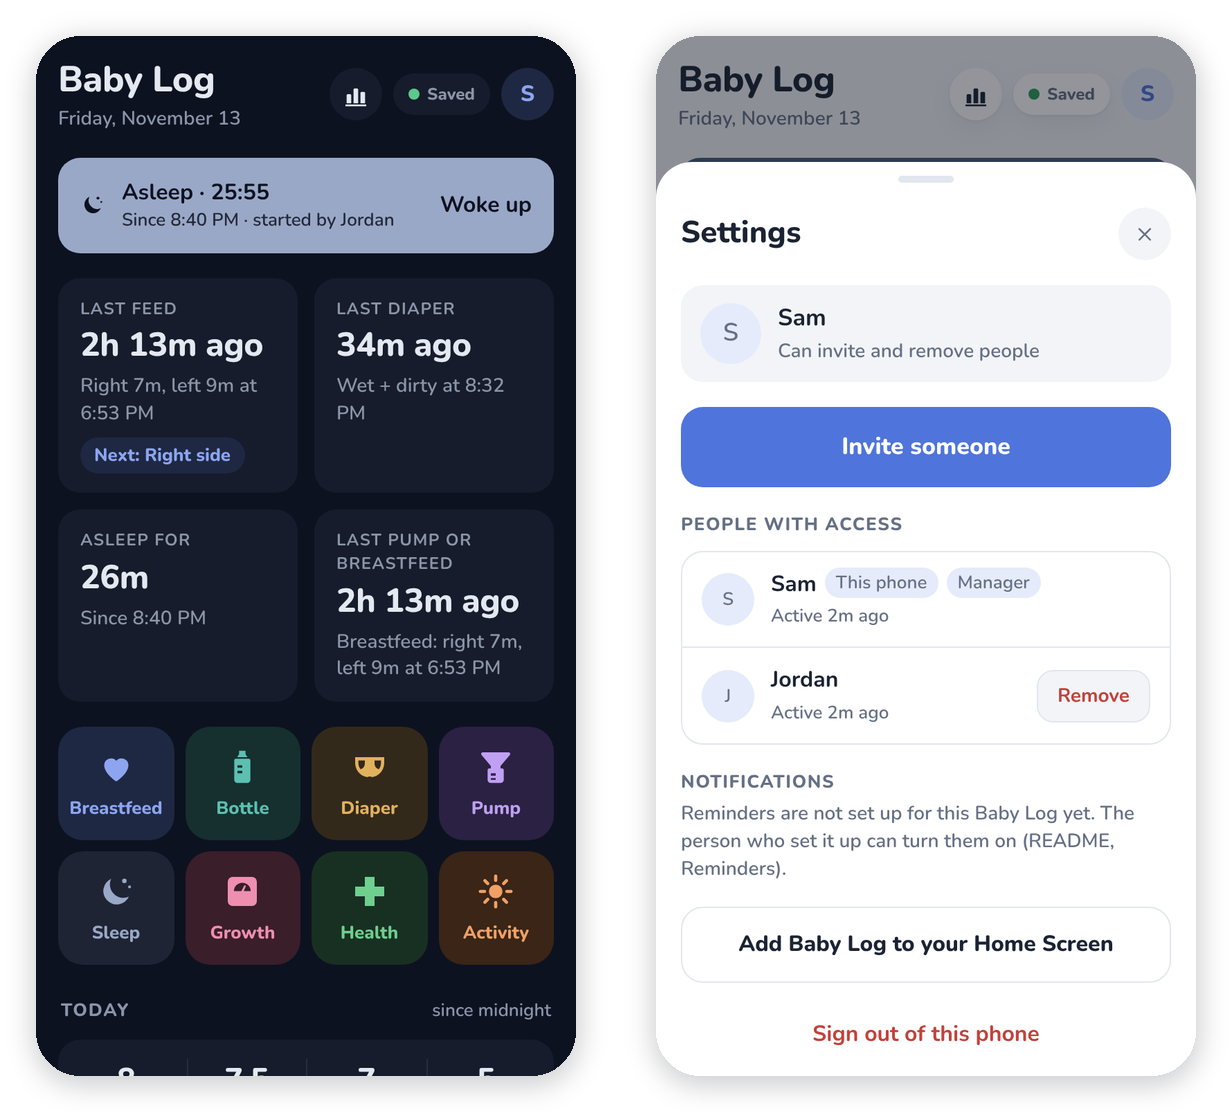 Baby Log
Friday, November 13
Saved
S
Asleep · 25:55
Since 8:40 PM · started by Jordan
Woke up
LAST FEED
2h 13m ago
Right 7m, left 9m at
6:53 PM
Next: Right side
LAST DIAPER
34m ago
Wet + dirty at 8:32
PM
ASLEEP FOR
26m
Since 8:40 PM
LAST PUMP OR
BREASTFEED
2h 13m ago
Breastfeed: right 7m,
left 9m at 6:53 PM
Breastfeed
Bottle
Diaper
Pump
Sleep
Growth
Health
Activity
TODAY
since midnight
Baby Log
Friday, November 13
Saved
S
Settings
S
Sam
Can invite and remove people
Invite someone
PEOPLE WITH ACCESS
S
Sam
This phone
Manager
Active 2m ago
J
Jordan
Active 2m ago
Remove
NOTIFICATIONS
Reminders are not set up for this Baby Log yet. The
person who set it up can turn them on (README,
Reminders).
Add Baby Log to your Home Screen
Sign out of this phone